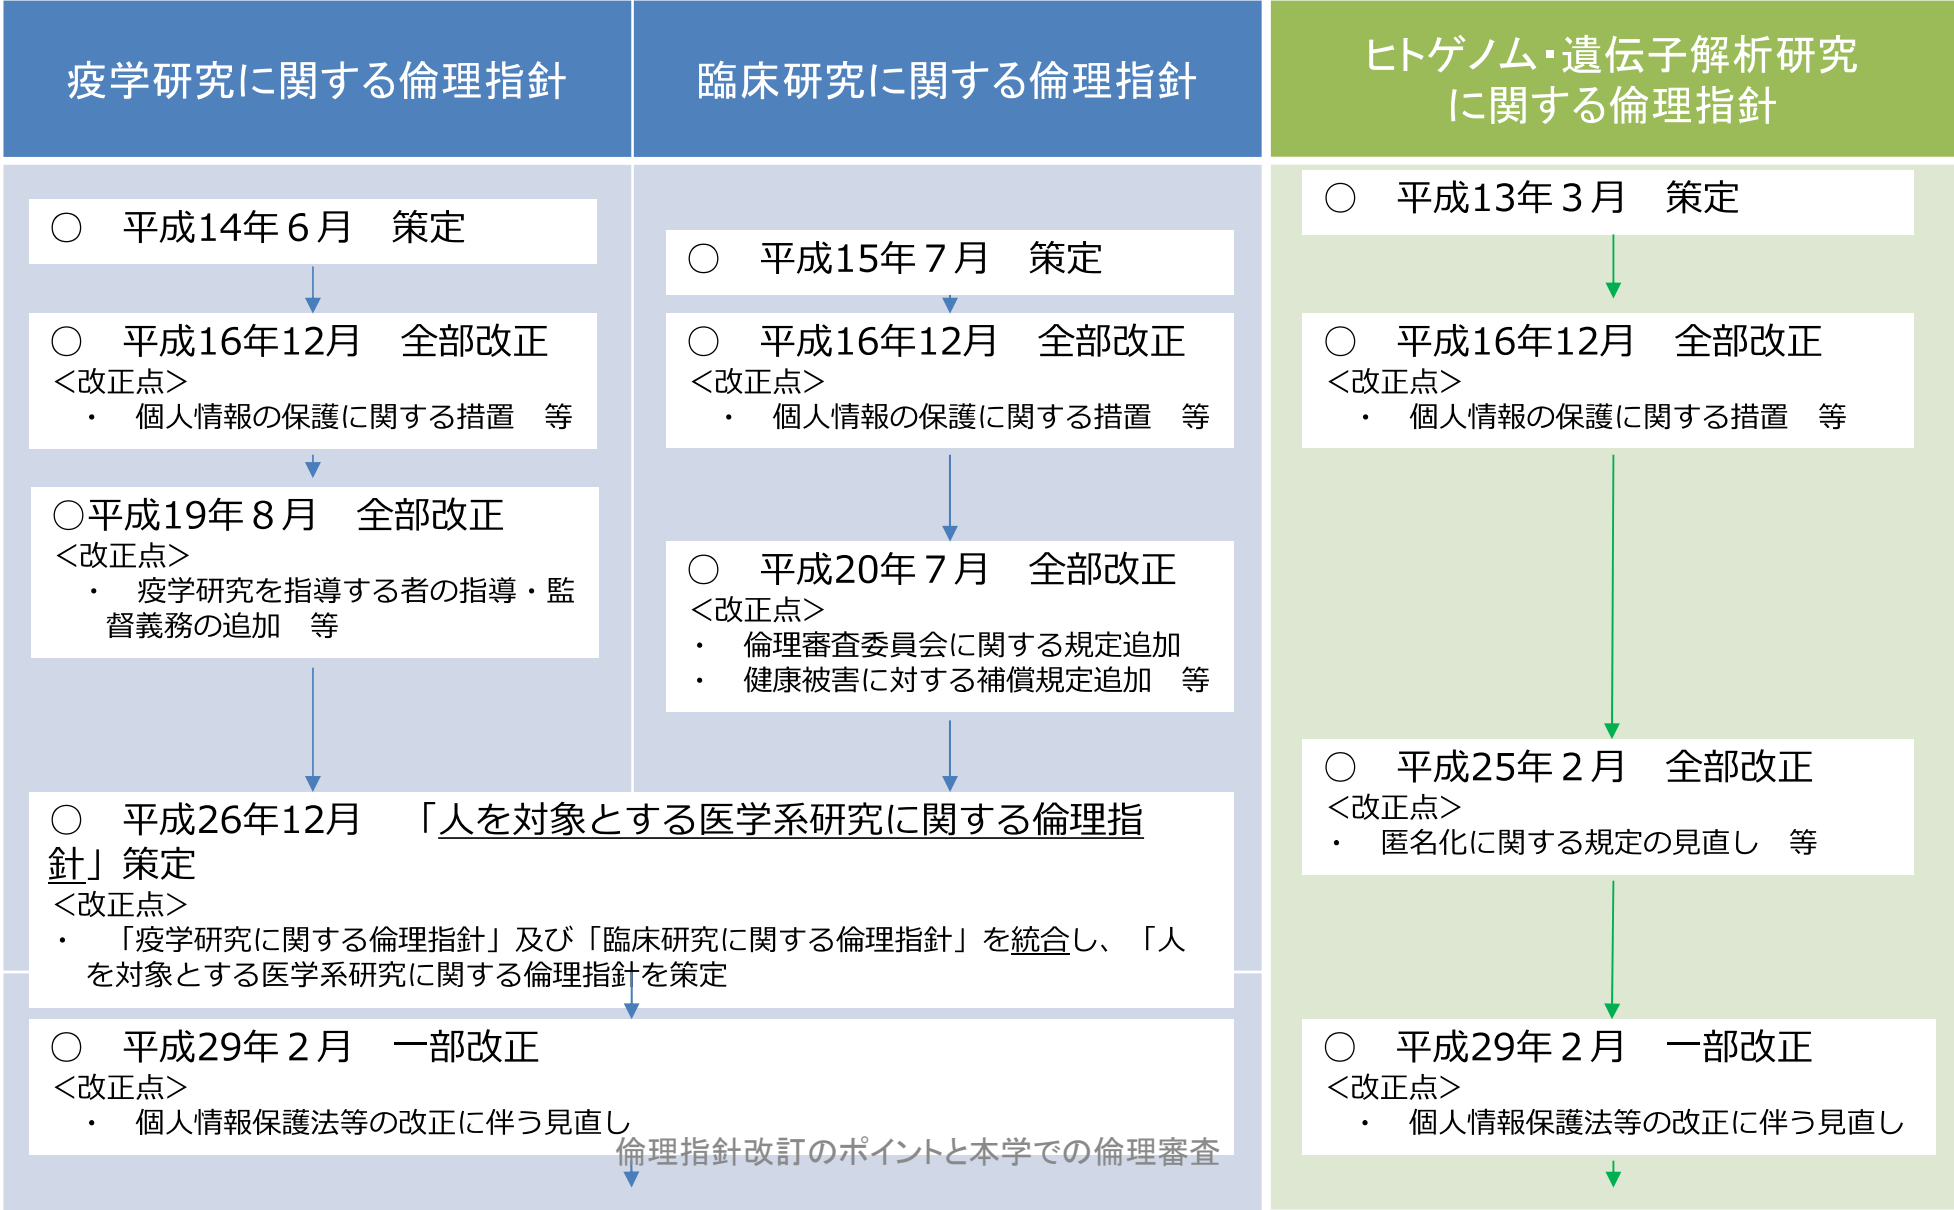 疫学研究に関する倫理指針
○　平成14年６月　策定
○　平成16年12月　全部改正
＜改正点＞
・　個人情報の保護に関する措置　等
○平成19年８月　全部改正
＜改正点＞
・　疫学研究を指導する者の指導・監
督義務の追加　等
臨床研究に関する倫理指針
○　平成15年７月　策定
○　平成16年12月　全部改正
＜改正点＞
・　個人情報の保護に関する措置　等
○　平成20年７月　全部改正
＜改正点＞
・　倫理審査委員会に関する規定追加
・　健康被害に対する補償規定追加　等
○　平成26年12月　「人を対象とする医学系研究に関する倫理指
針」策定
＜改正点＞
・　「疫学研究に関する倫理指針」及び「臨床研究に関する倫理指針」を統合し、「人
を対象とする医学系研究に関する倫理指針を策定
○　平成29年２月　一部改正
＜改正点＞
・　個人情報保護法等の改正に伴う見直し
倫理指針改訂のポイントと本学での倫理審査
ヒトゲノム・遺伝子解析研究
に関する倫理指針
○　平成13年３月　策定
○　平成16年12月　全部改正
＜改正点＞
・　個人情報の保護に関する措置　等
○　平成25年２月　全部改正
＜改正点＞
・　匿名化に関する規定の見直し　等
○　平成29年２月　一部改正
＜改正点＞
・　個人情報保護法等の改正に伴う見直し